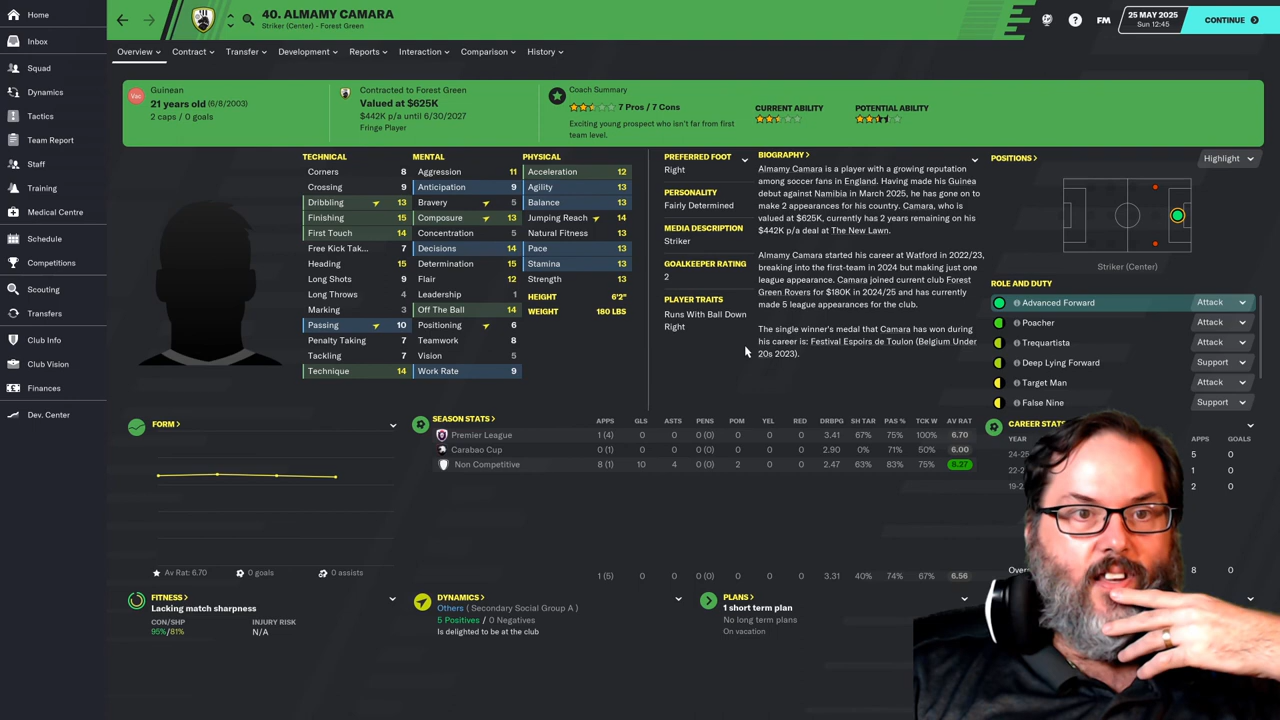 Home
Inbox
Squad
Dynamics
Tactics
Team Report
Staff
Training
Medical Centre
Schedule
Competitions
Scouting
Transfers
Club Info
Club Vision
Finances
Dev. Center
40. ALMAMY CAMARA
Striker (Center) - Forest Green
FM
25 MAY 2025
Sun 12:45
CONTINUE
Overview
Contract
Transfer
Development
Reports
Interaction
Comparison
History
Vac
Guinean
21 years old (6/8/2003)
2 caps / 0 goals
Contracted to Forest Green
Valued at $625K
$442K p/a until 6/30/2027
Fringe Player
Coach Summary
7 Pros / 7 Cons
Exciting young prospect who isn't far from first
team level.
CURRENT ABILITY
POTENTIAL ABILITY
TECHNICAL
Corners 8
Crossing 9
Dribbling 13
Finishing 15
First Touch 14
Free Kick Tak... 7
Heading 15
Long Shots 9
Long Throws 4
Marking 3
Passing 10
Penalty Taking 7
Tackling 7
Technique 14
MENTAL
Aggression 11
Anticipation 9
Bravery 5
Composure 13
Concentration 5
Decisions 14
Determination 15
Flair 12
Leadership 1
Off The Ball 14
Positioning 6
Teamwork 8
Vision 5
Work Rate 9
PHYSICAL
Acceleration 12
Agility 13
Balance 13
Jumping Reach 14
Natural Fitness 13
Pace 13
Stamina 13
Strength 13
HEIGHT 6'2"
WEIGHT 180 LBS
PREFERRED FOOT
Right
PERSONALITY
Fairly Determined
MEDIA DESCRIPTION
Striker
GOALKEEPER RATING
2
PLAYER TRAITS
Runs With Ball Down
Right
BIOGRAPHY
Almamy Camara is a player with a growing reputation
among soccer fans in England. Having made his Guinea
debut against Namibia in March 2025, he has gone on to
make 2 appearances for his country. Camara, who is
valued at $625K, currently has 2 years remaining on his
$442K p/a deal at The New Lawn.
Almamy Camara started his career at Watford in 2022/23,
breaking into the first-team in 2024 but making just one
league appearance. Camara joined current club Forest
Green Rovers for $180K in 2024/25 and has currently
made 5 league appearances for the club.
The single winner's medal that Camara has won during
his career is: Festival Espoirs de Toulon (Belgium Under
20s 2023).
POSITIONS
Highlight
Striker (Center)
ROLE AND DUTY
Advanced Forward Attack
Poacher Attack
Trequartista Attack
Deep Lying Forward Support
Target Man Attack
False Nine Support
FORM
Av Rat: 6.70
0 goals
0 assists
SEASON STATS APPS GLS ASTS PENS POM YEL RED DRBPG SH TAR PAS % TCK W AV RAT
Premier League 1 (4) 0 0 0 (0) 0 0 0 3.41 67% 75% 100% 6.70
Carabao Cup 0 (1) 0 0 0 (0) 0 0 0 2.90 0% 71% 50% 6.00
Non Competitive 8 (1) 10 4 0 (0) 2 0 0 2.47 63% 83% 75% 8.27
1 (5) 0 0 0 (0) 0 0 0 3.31 40% 74% 67% 6.56
CAREER STATS
YEAR APPS GOALS
24-25 5 0
22-2 1 0
19-2 2 0
Over 8 0
FITNESS
Lacking match sharpness
CON/SHP
95%/81%
INJURY RISK
N/A
DYNAMICS
Others ( Secondary Social Group A )
5 Positives / 0 Negatives
Is delighted to be at the club
PLANS
1 short term plan
No long term plans
On vacation